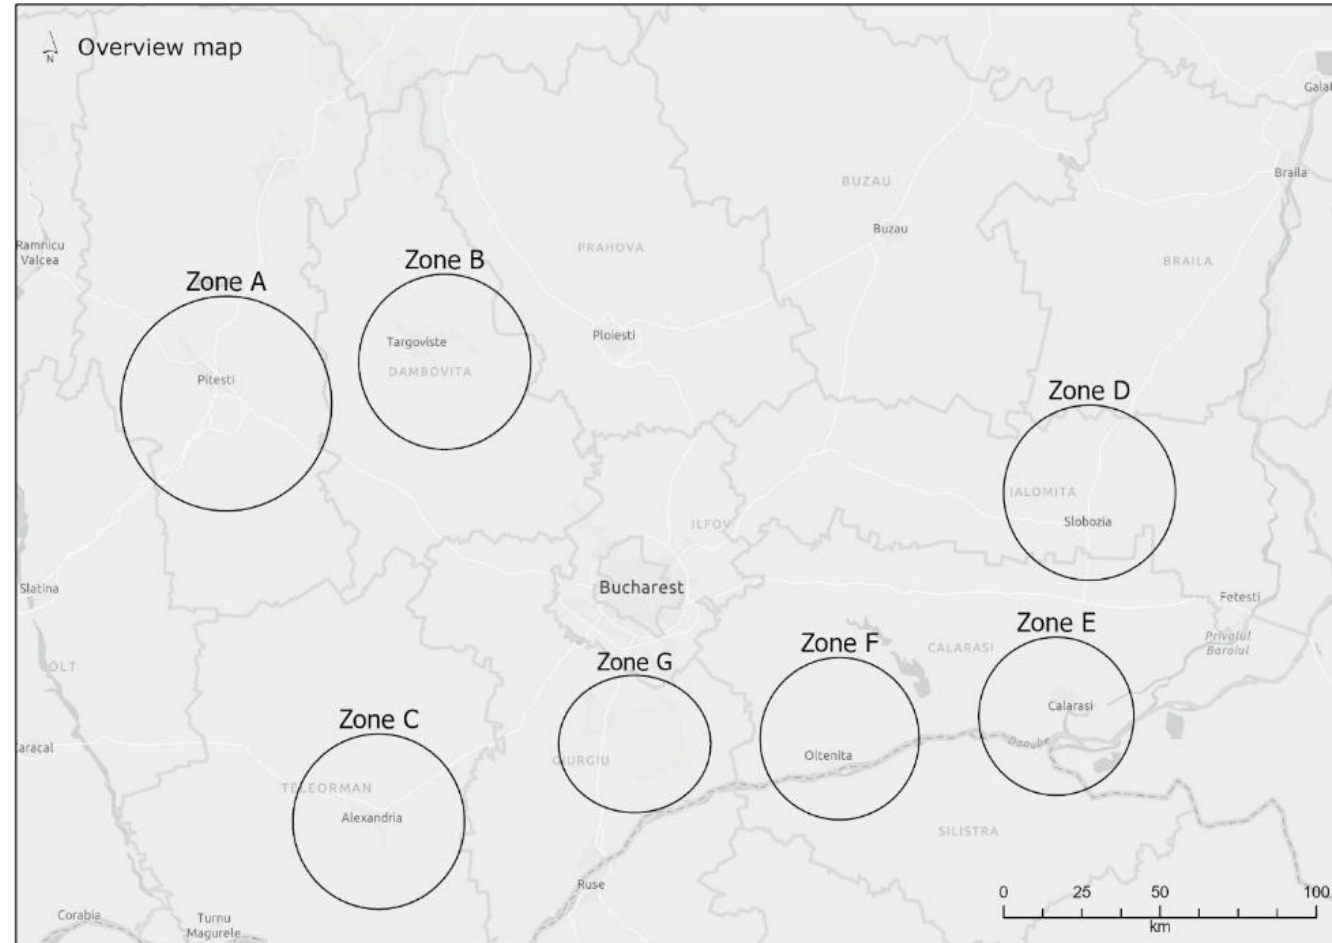 N
Overview map
Galat
Braila
BUZAU
Buzau
Ramnicu
Valcea
PRAHOVA
BRAILA
Zone B
Zone A
Targoviste
Ploiesti
DAMBOVITA
Pitesti
Zone D
IALOMITA
Slobozia
ILFOV
Slatina
Bucharest
Fetesti
Zone E
Privalul
Baroiul
Zone F
CALARASI
OLT
Zone G
Calarasi
Zone C
Caracal
Danube
Oltenita
GIURGIU
TELEORMAN
Alexandria
SILISTRA
Ruse
0 25 50 100
km
Corabia
Turnu
Magurele